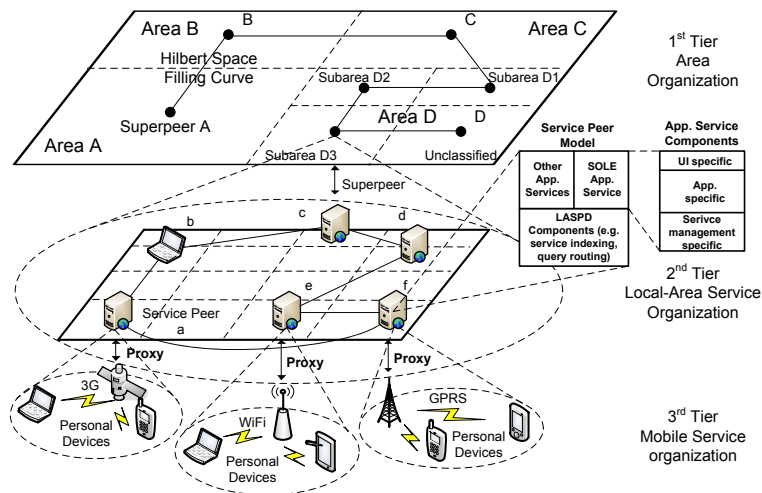 Area B
B
C
Area C
Hilbert Space
Filling Curve
Subarea D2
Subarea D1
Superpeer A
Area D
D
Area A
Subarea D3
Unclassified
1st Tier
Area
Organization
Superpeer
Service Peer
Model
Other
App.
Services
SOLE
App.
Service
LASPD
Components (e.g.
service indexing,
query routing)
App. Service
Components
UI specific
App.
specific
Serivce
management
specific
b
c
d
e
f
Service Peer
a
2nd Tier
Local-Area Service
Organization
Proxy
Proxy
Proxy
3G
Personal
Devices
WiFi
Personal
Devices
GPRS
Personal
Devices
3rd Tier
Mobile Service
organization